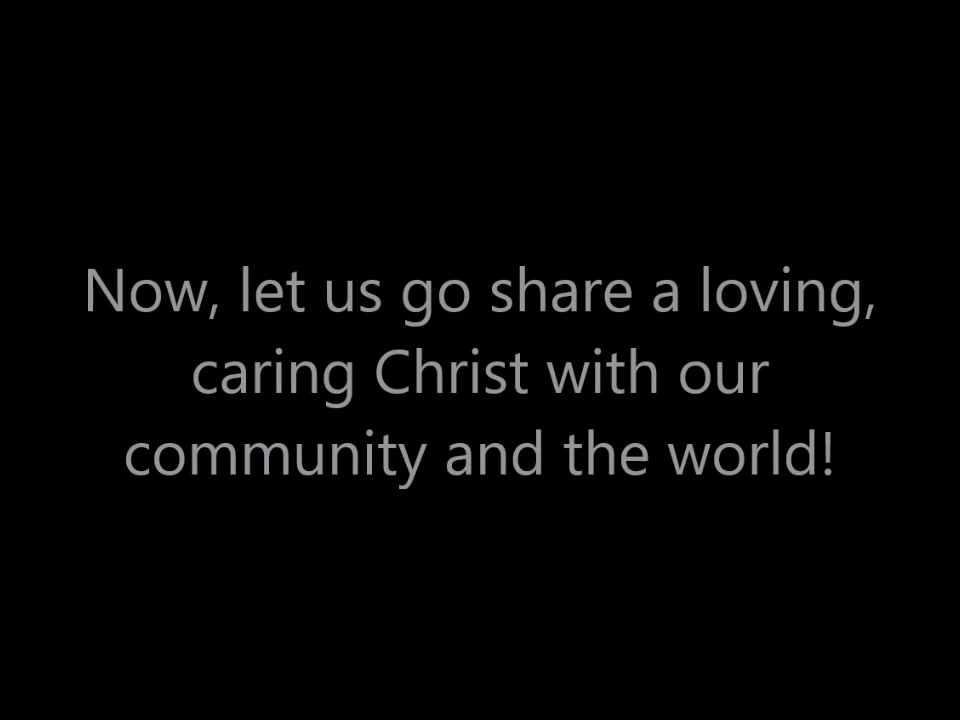 Now, let us go share a loving,
caring Christ with our
community and the world!